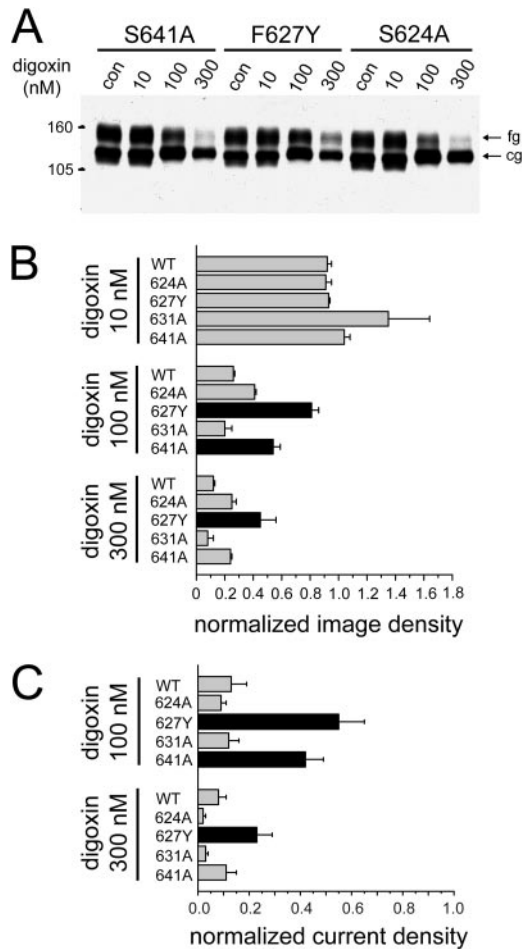 A
S641A F627Y S624A
digoxin (nM) con 10 100 300 con 10 100 300 con 10 100 300
160 fg
105 cg
B
digoxin 10 nM
WT
624A
627Y
631A
641A
digoxin 100 nM
WT
624A
627Y
631A
641A
digoxin 300 nM
WT
624A
627Y
631A
641A
0 0.2 0.4 0.6 0.8 1.0 1.2 1.4 1.6 1.8
normalized image density
C
digoxin 100 nM
WT
624A
627Y
631A
641A
digoxin 300 nM
WT
624A
627Y
631A
641A
0.0 0.2 0.4 0.6 0.8 1.0
normalized current density